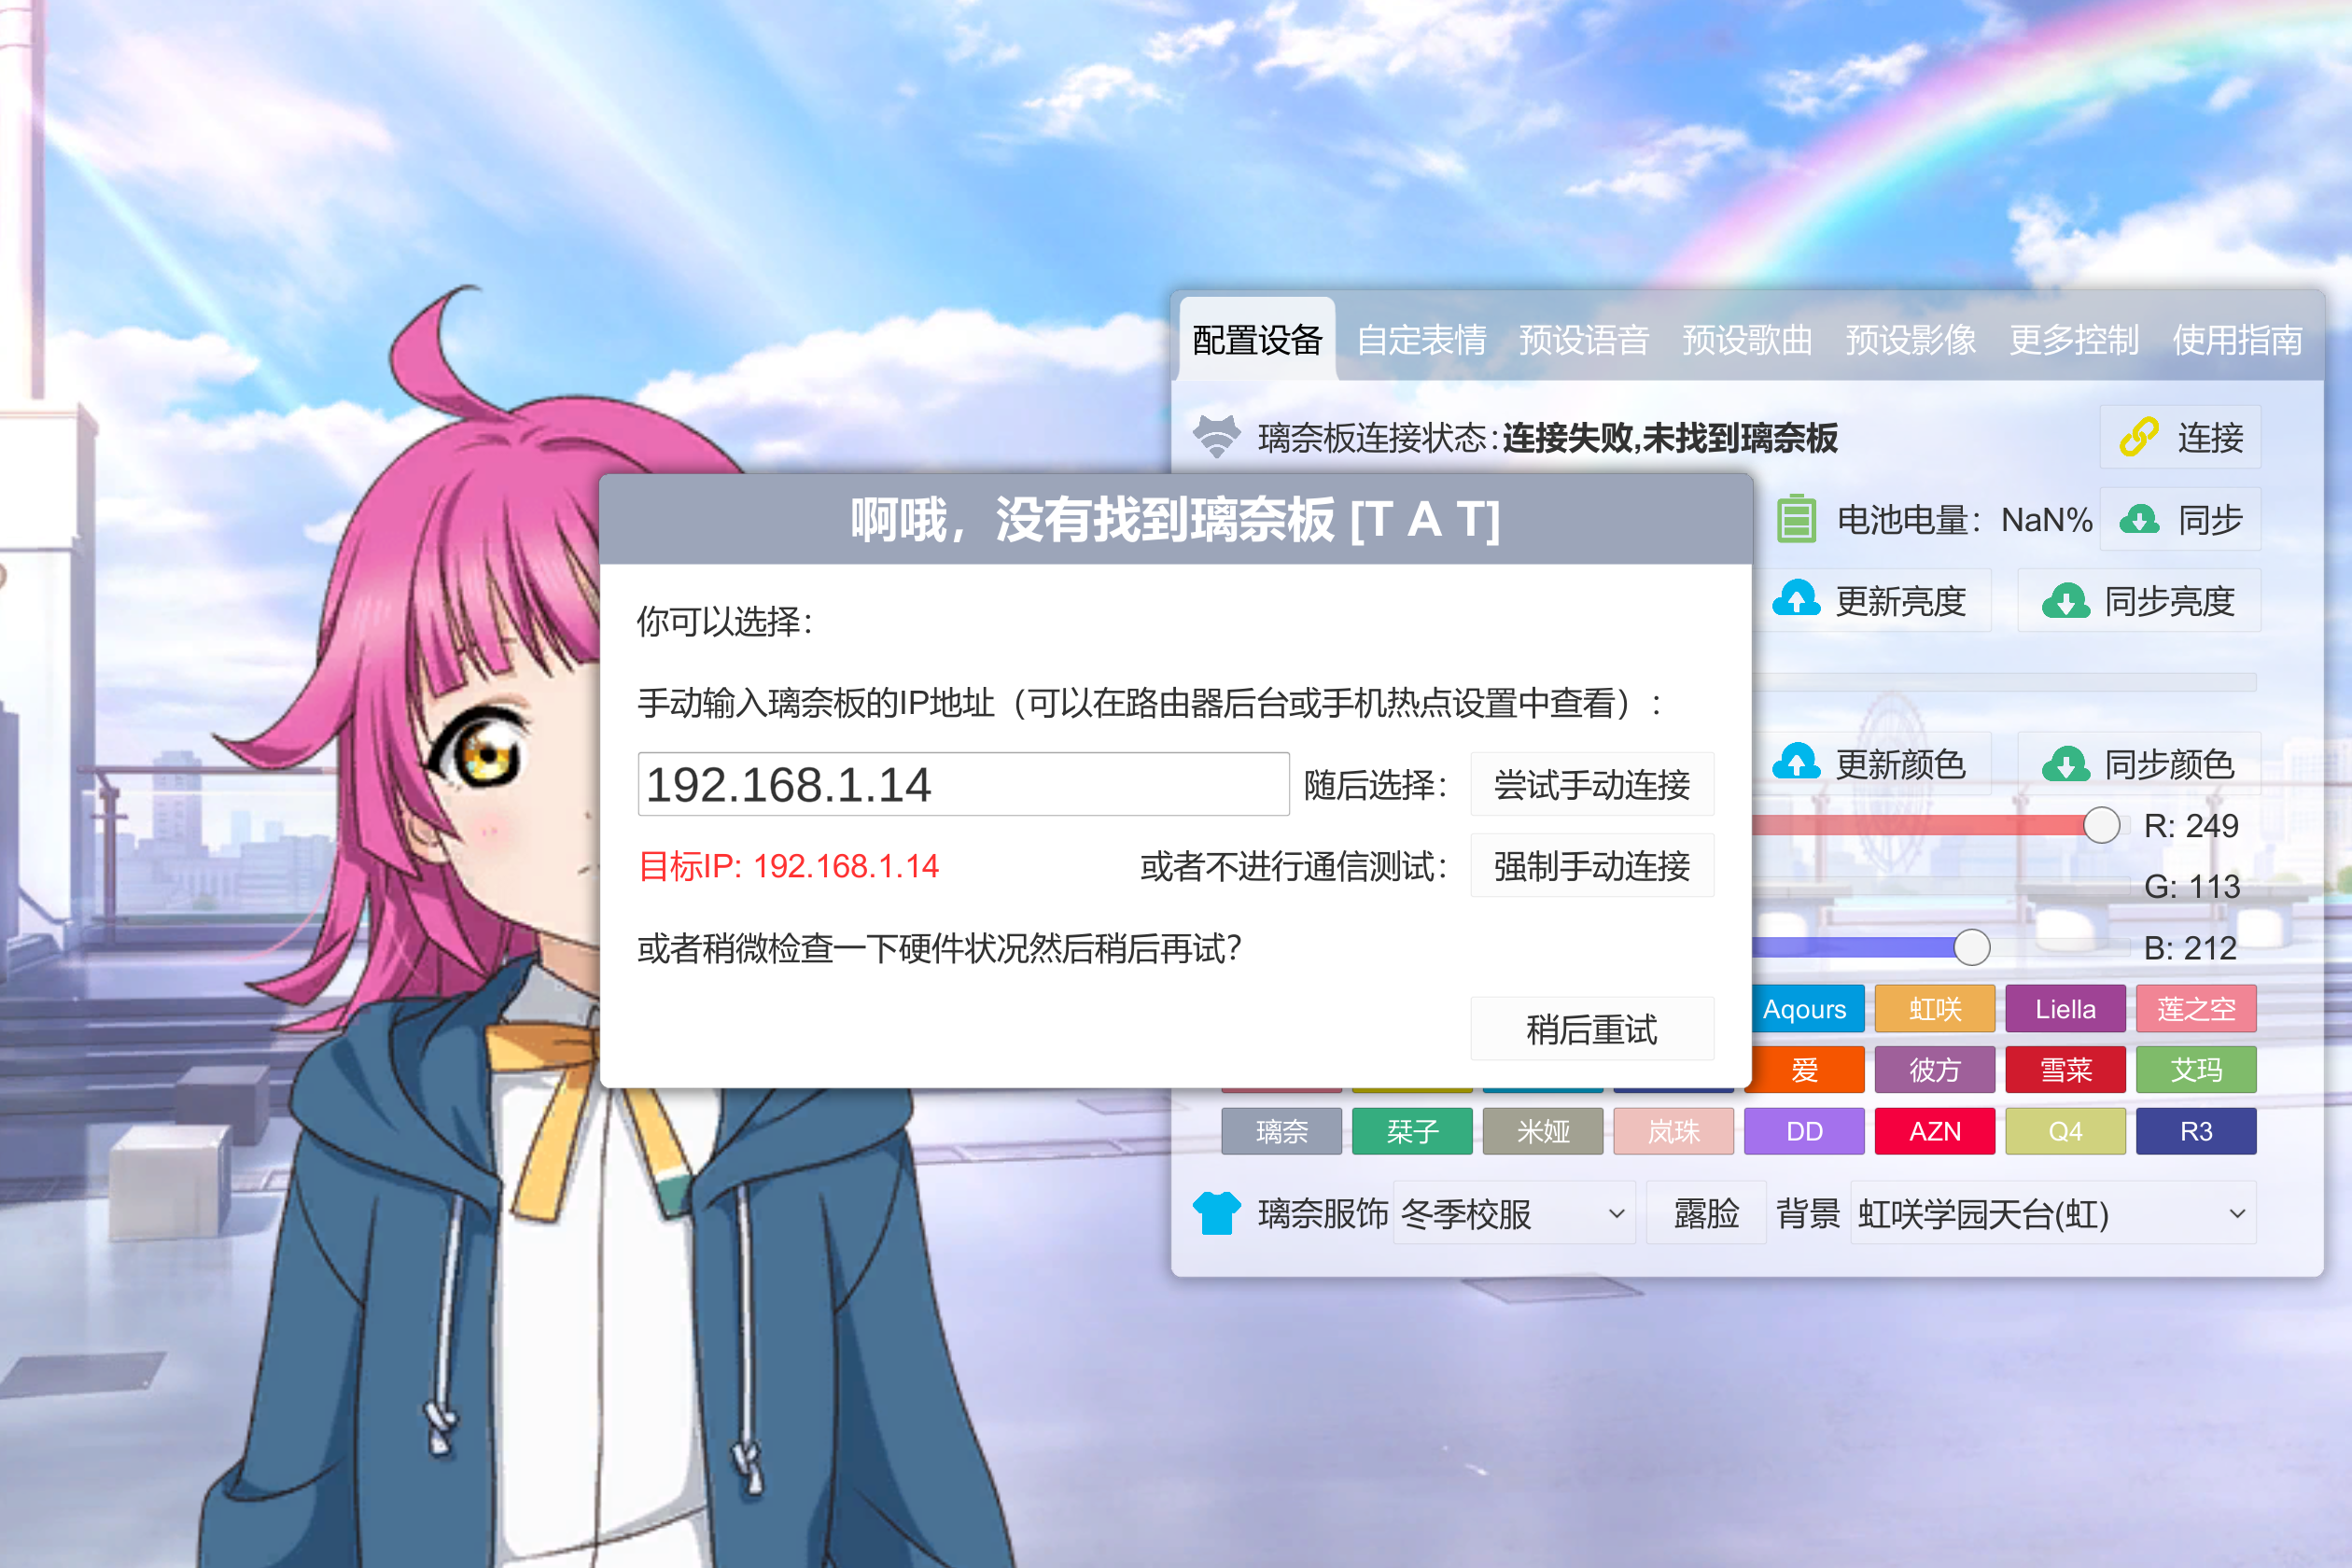 配置设备 自定表情 预设语音 预设歌曲 预设影像 更多控制 使用指南
璃奈板连接状态:连接失败,未找到璃奈板 连接
电池电量：NaN% 同步
更新亮度 同步亮度
更新颜色 同步颜色
R: 249
G: 113
B: 212
Aqours 虹咲 Liella 莲之空
爱 彼方 雪菜 艾玛
璃奈 栞子 米娅 岚珠 DD AZN Q4 R3
璃奈服饰 冬季校服 露脸 背景 虹咲学园天台(虹)
啊哦，没有找到璃奈板 [T A T]
你可以选择：
手动输入璃奈板的IP地址（可以在路由器后台或手机热点设置中查看）：
192.168.1.14 随后选择： 尝试手动连接
目标IP: 192.168.1.14 或者不进行通信测试： 强制手动连接
或者稍微检查一下硬件状况然后稍后再试？
稍后重试